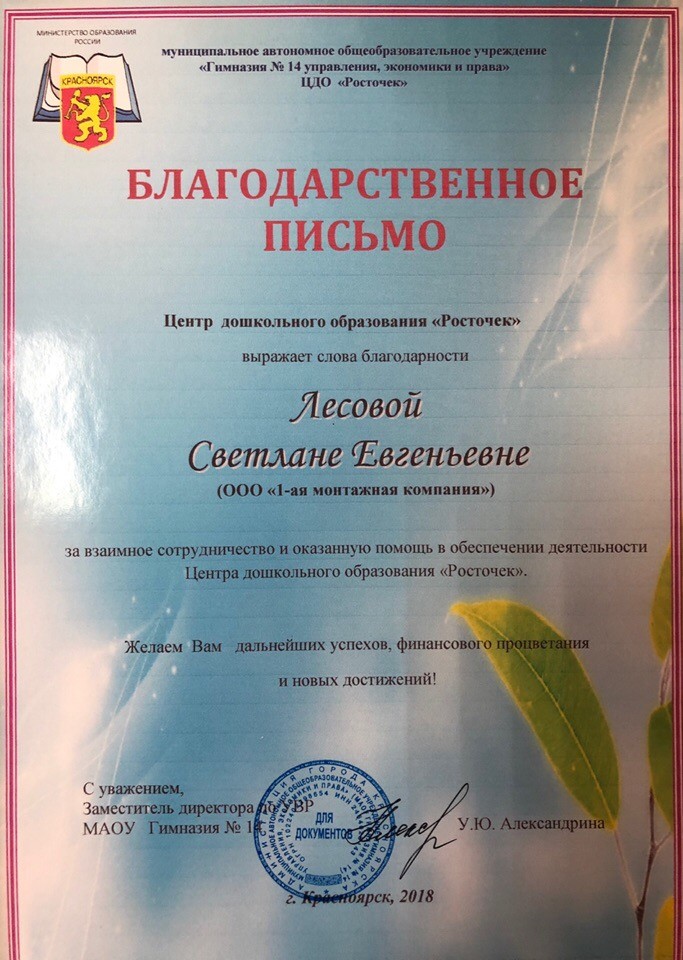 МИНИСТЕРСТВО ОБРАЗОВАНИЯ
РОССИИ
КРАСНОЯРСК
муниципальное автономное общеобразовательное учреждение
«Гимназия № 14 управления, экономики и права»
ЦДО «Росточек»
БЛАГОДАРСТВЕННОЕ
ПИСЬМО
Центр дошкольного образования «Росточек»
выражает слова благодарности
Лесовой
Светлане Евгеньевне
(ООО «1-ая монтажная компания»)
за взаимное сотрудничество и оказанную помощь в обеспечении деятельности
Центра дошкольного образования «Росточек».
Желаем Вам дальнейших успехов, финансового процветания
и новых достижений!
С уважением,
Заместитель директора
МАОУ Гимназия №
У.Ю. Александрина
ДЛЯ
ДОКУМЕНТОВ
г. Красноярск, 2018